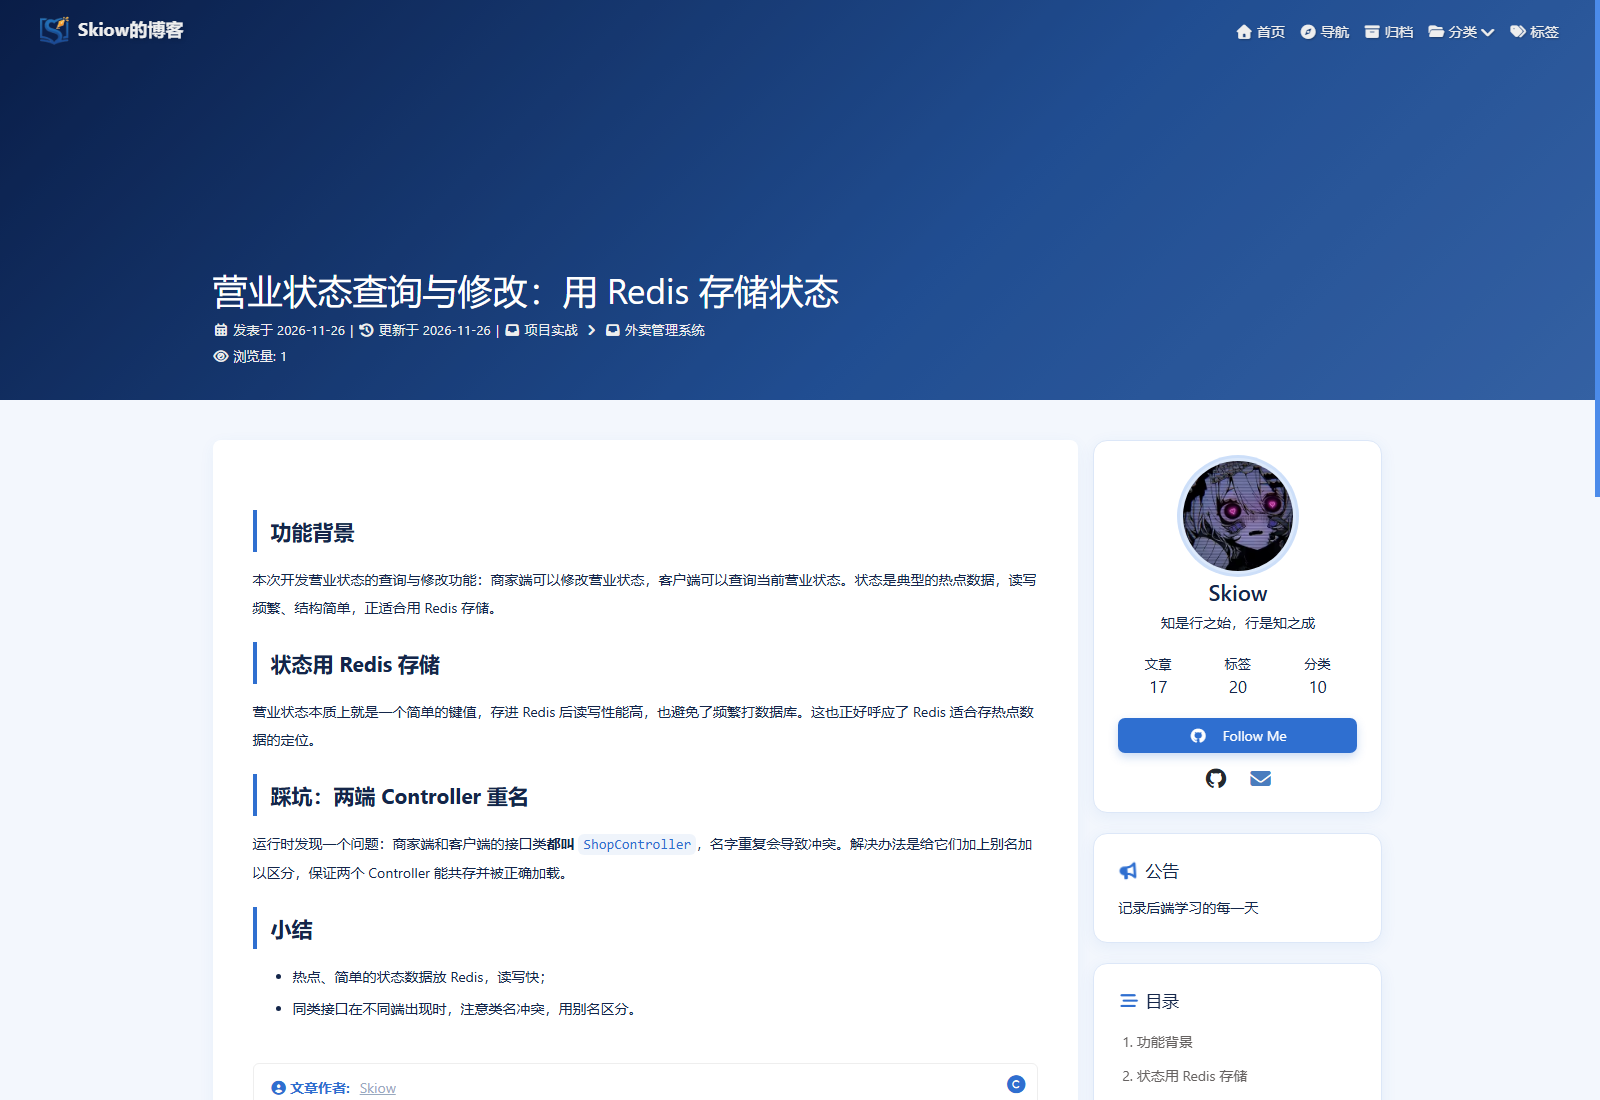 Skiow的博客
首页 导航 归档 分类 标签
营业状态查询与修改：用 Redis 存储状态
发表于 2026-11-26 | 更新于 2026-11-26 | 项目实战 外卖管理系统
浏览量: 1
功能背景
本次开发营业状态的查询与修改功能：商家端可以修改营业状态，客户端可以查询当前营业状态。状态是典型的热点数据，读写
频繁、结构简单，正适合用 Redis 存储。
状态用 Redis 存储
营业状态本质上就是一个简单的键值，存进 Redis 后读写性能高，也避免了频繁打数据库。这也正好呼应了 Redis 适合存热点数
据的定位。
踩坑：两端 Controller 重名
运行时发现一个问题：商家端和客户端的接口类都叫 ShopController，名字重复会导致冲突。解决办法是给它们加上别名加
以区分，保证两个 Controller 能共存并被正确加载。
小结
热点、简单的状态数据放 Redis，读写快；
同类接口在不同端出现时，注意类名冲突，用别名区分。
文章作者: Skiow
Skiow
知是行之始，行是知之成
文章 标签 分类
17 20 10
Follow Me
公告
记录后端学习的每一天
目录
1. 功能背景
2. 状态用 Redis 存储